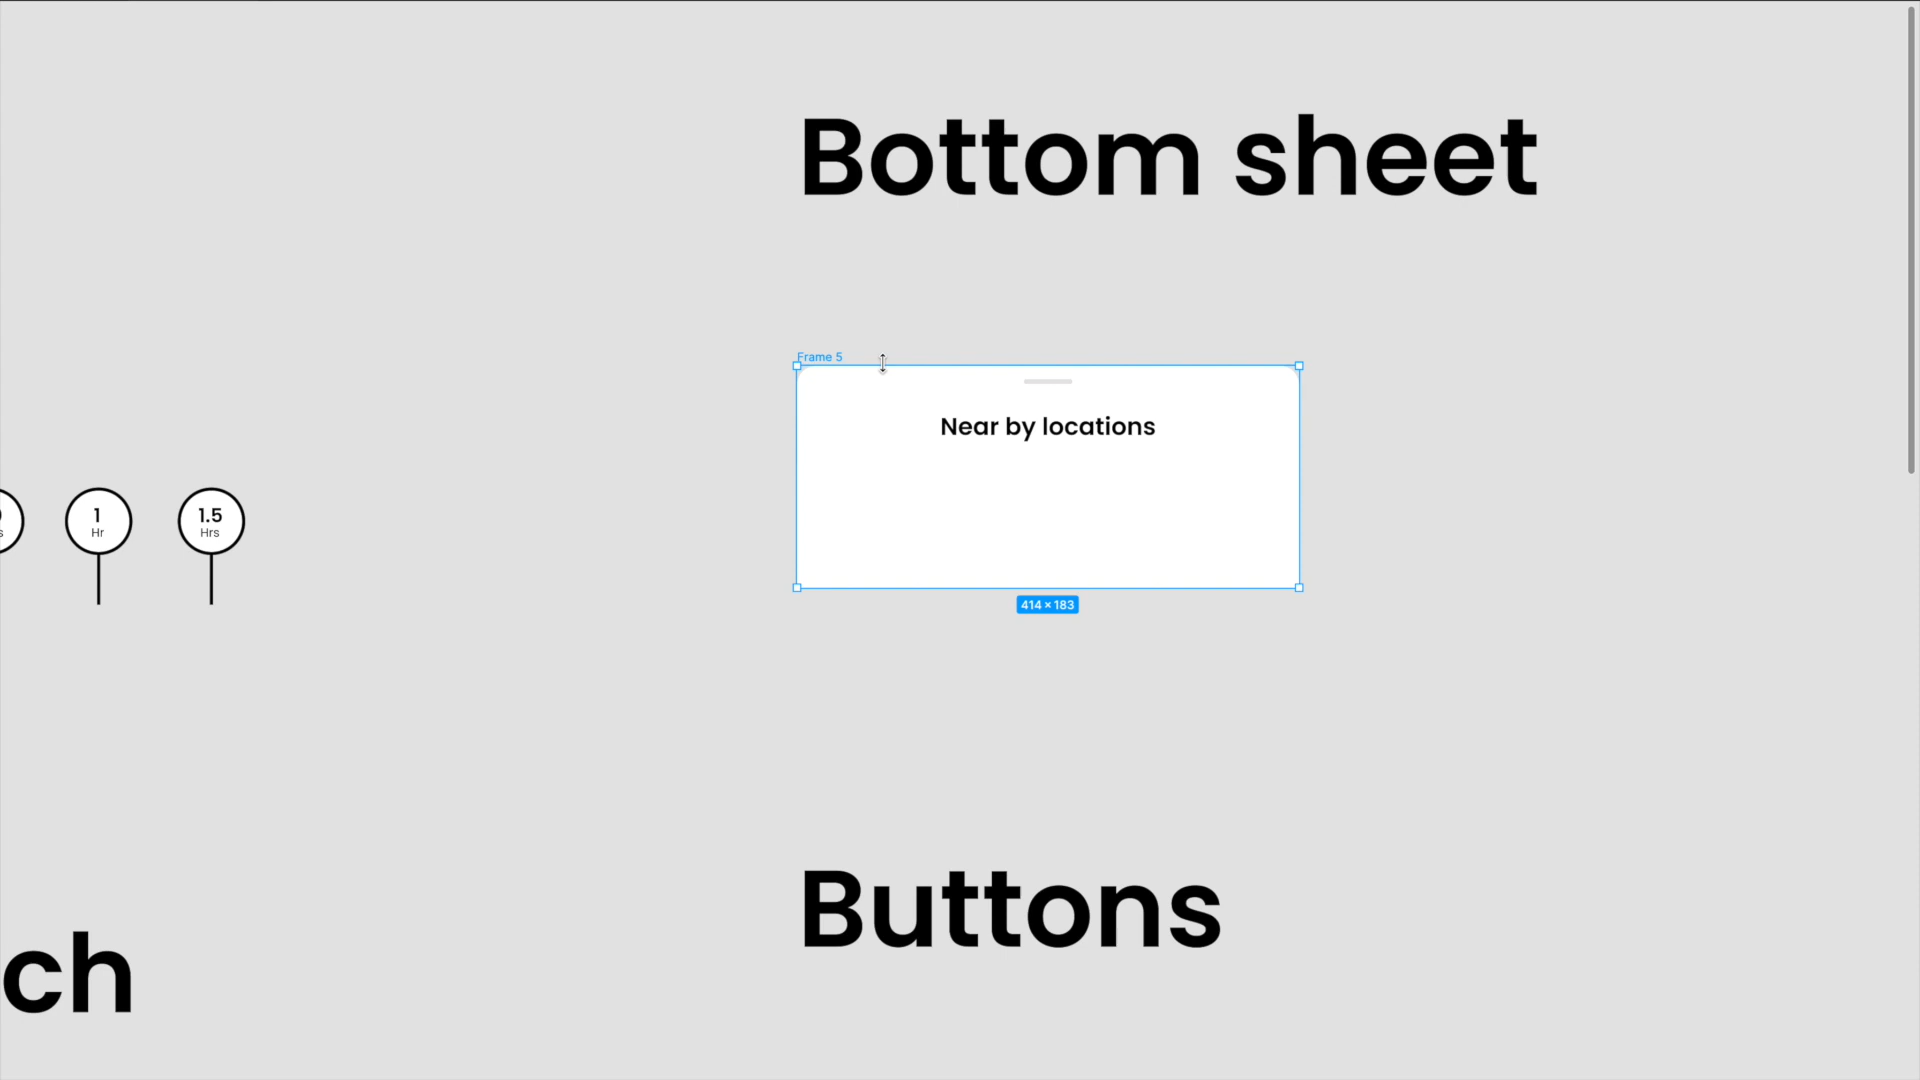 Bottom sheet
Frame 5
Near by locations
1
Hr
1.5
Hrs
414 × 183
Buttons
ch